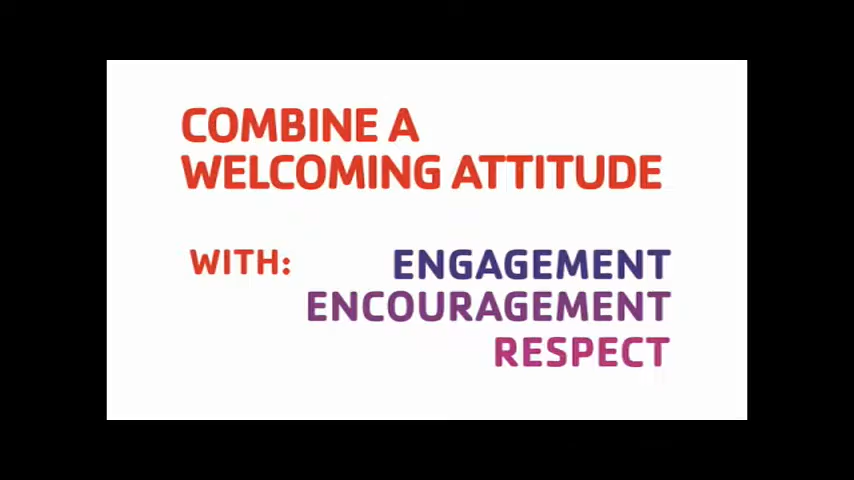 COMBINE A
WELCOMING ATTITUDE
WITH: ENGAGEMENT
ENCOURAGEMENT
RESPECT